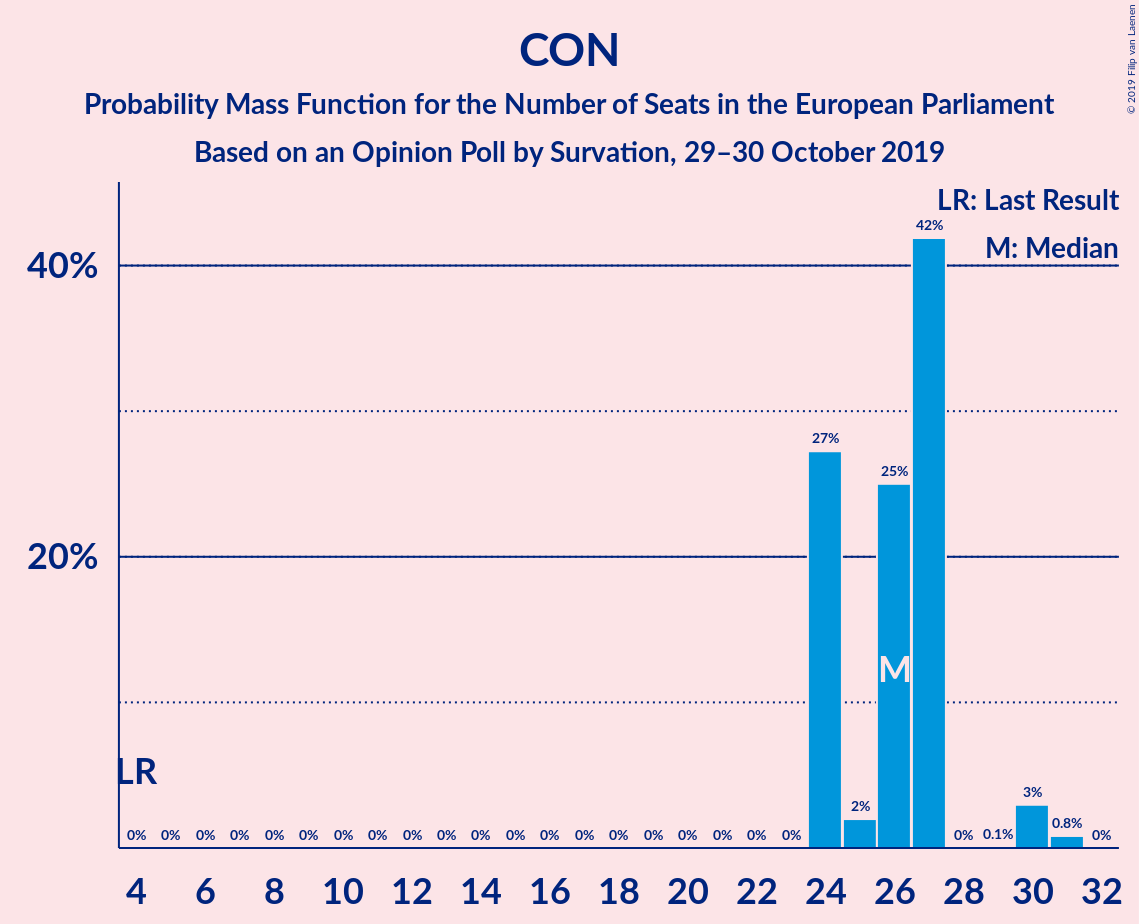 CON
Probability Mass Function for the Number of Seats in the European Parliament
Based on an Opinion Poll by Survation, 29–30 October 2019
© 2019 Filip van Laenen
LR: Last Result
M: Median
40%
20%
42%
27%
25%
M
LR
0% 0% 0% 0% 0% 0% 0% 0% 0% 0% 0% 0% 0% 0% 0% 0% 0% 0% 0% 0% 2% 0% 0.1% 3% 0.8% 0%
4 6 8 10 12 14 16 18 20 22 24 26 28 30 32